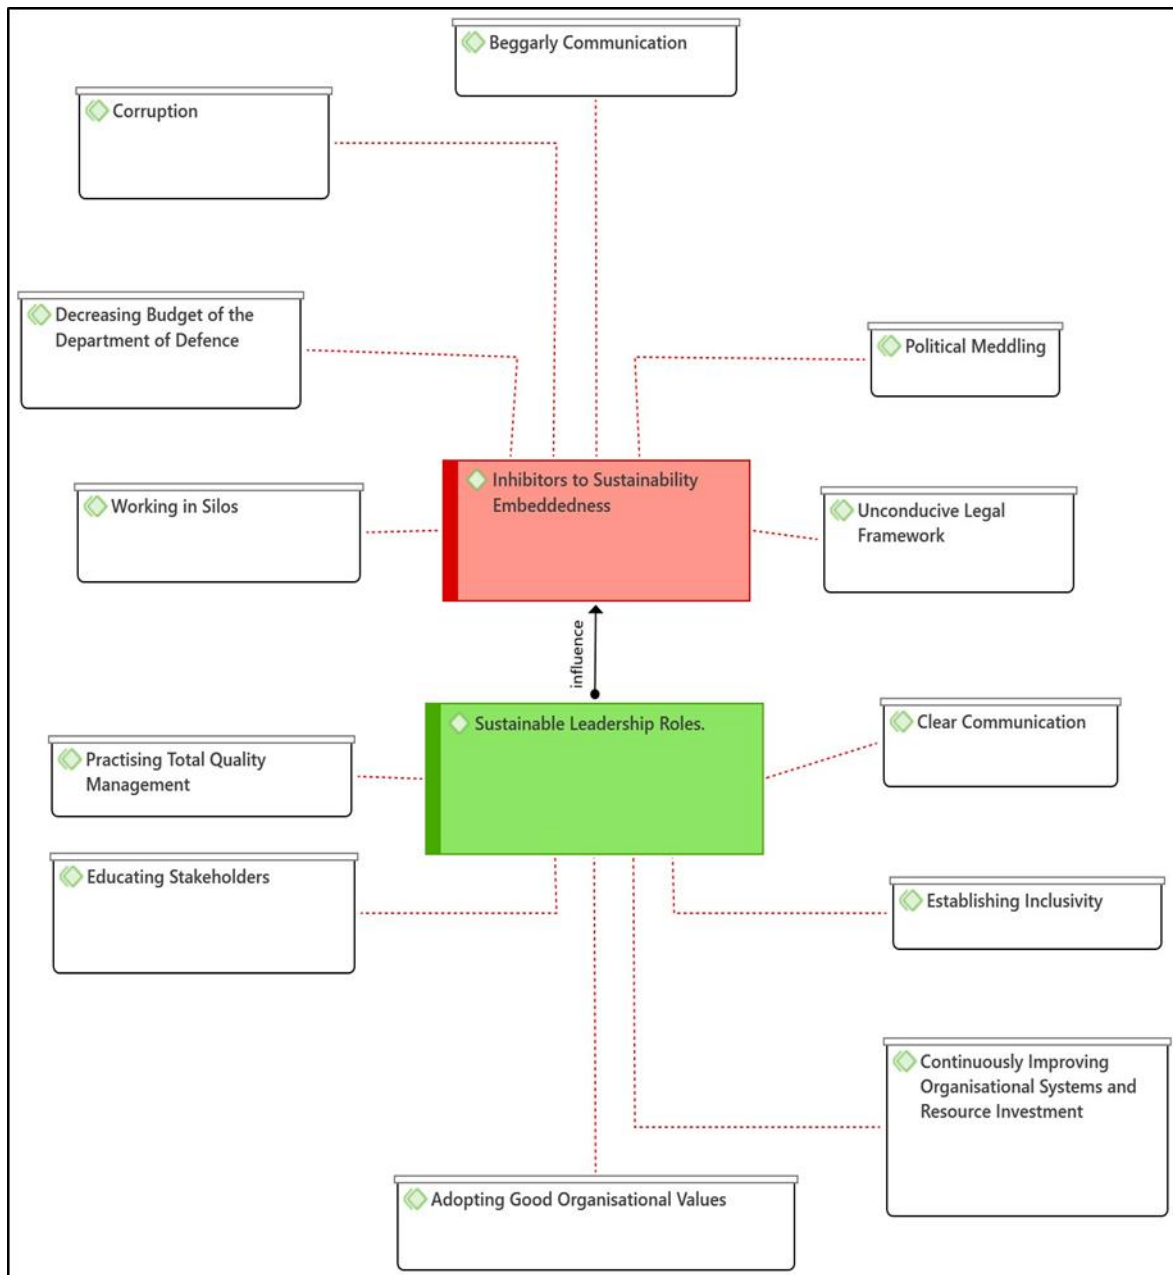 Beggarly Communication
Corruption
Decreasing Budget of the
Department of Defence
Political Meddling
Inhibitors to Sustainability
Embeddedness
Working in Silos
Unconducive Legal
Framework
influence
Sustainable Leadership Roles.
Clear Communication
Practising Total Quality
Management
Educating Stakeholders
Establishing Inclusivity
Continuously Improving
Organisational Systems and
Resource Investment
Adopting Good Organisational Values